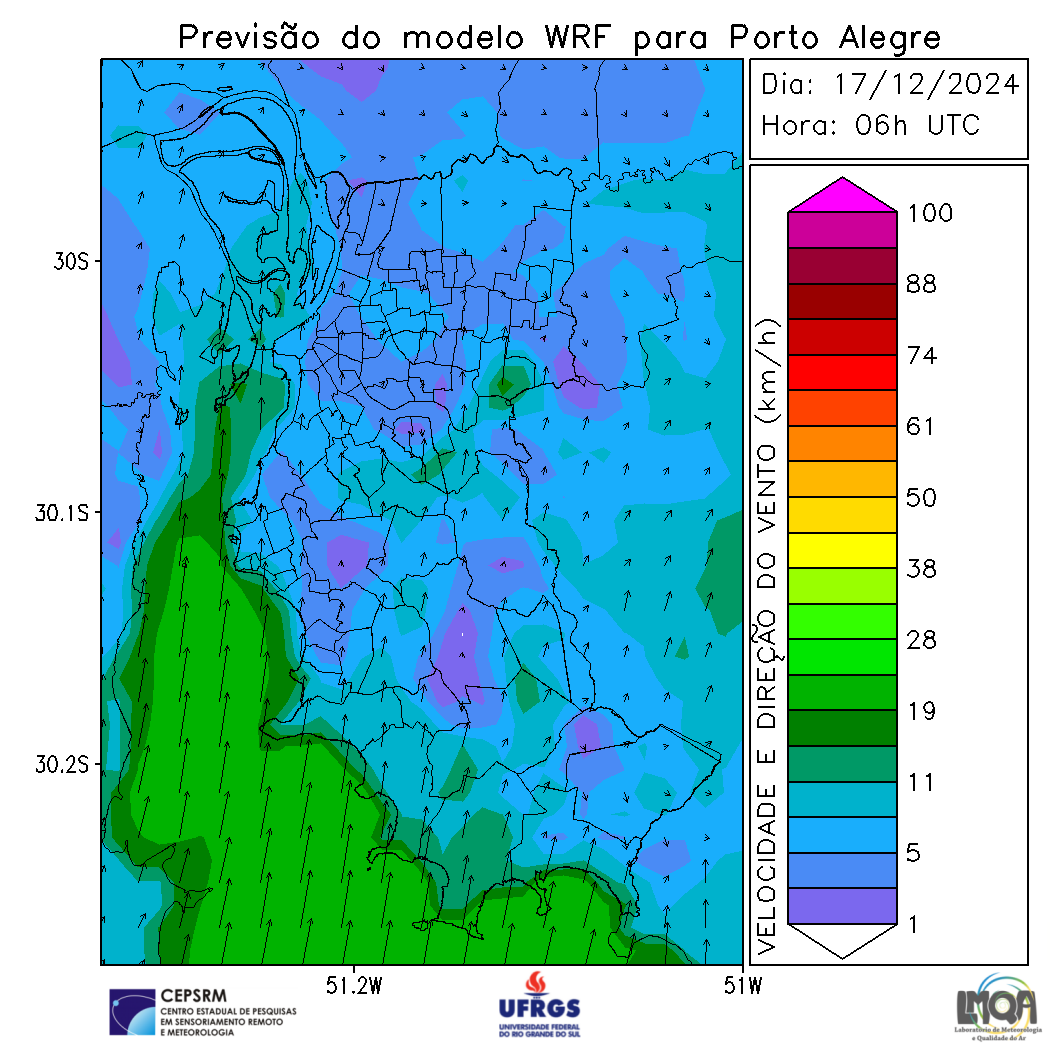 Previsão do modelo WRF para Porto Alegre
Dia: 17/12/2024
Hora: 06h UTC
30S
30.1S
30.2S
51.2W
51W
VELOCIDADE E DIREÇÃO DO VENTO (km/h)
100
88
74
61
50
38
28
19
11
5
1
CEPSRM
CENTRO ESTADUAL DE PESQUISAS
EM SENSORIAMENTO REMOTO
E METEOROLOGIA
UFRGS
UNIVERSIDADE FEDERAL
DO RIO GRANDE DO SUL
LMQA
Laboratório de Meteorologia
e Qualidade do Ar